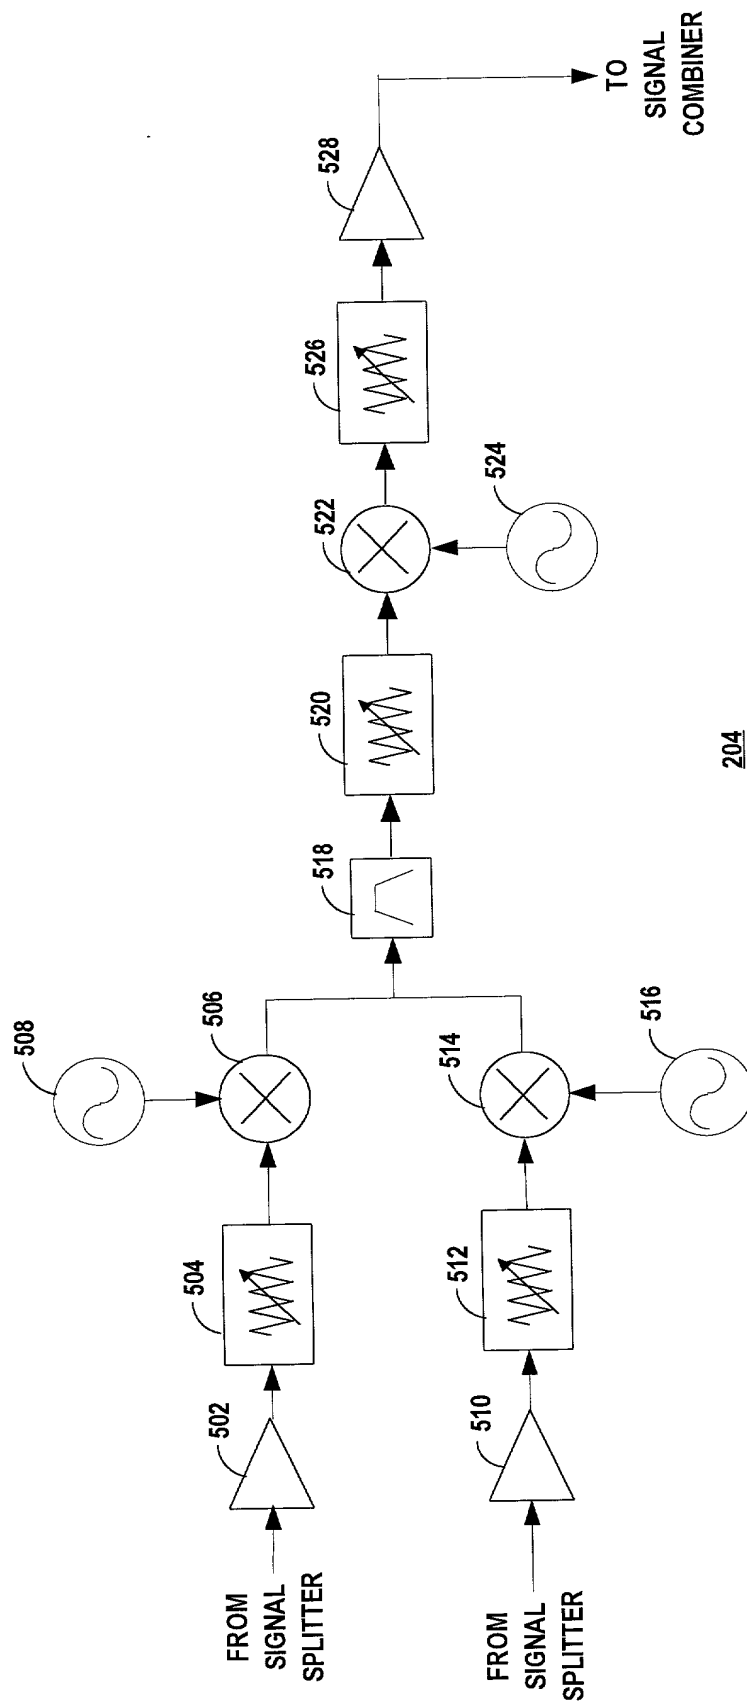 FROM
SIGNAL
SPLITTER
502
504
506
508
FROM
SIGNAL
SPLITTER
510
512
514
516
518
520
522
524
526
528
TO
SIGNAL
COMBINER
204